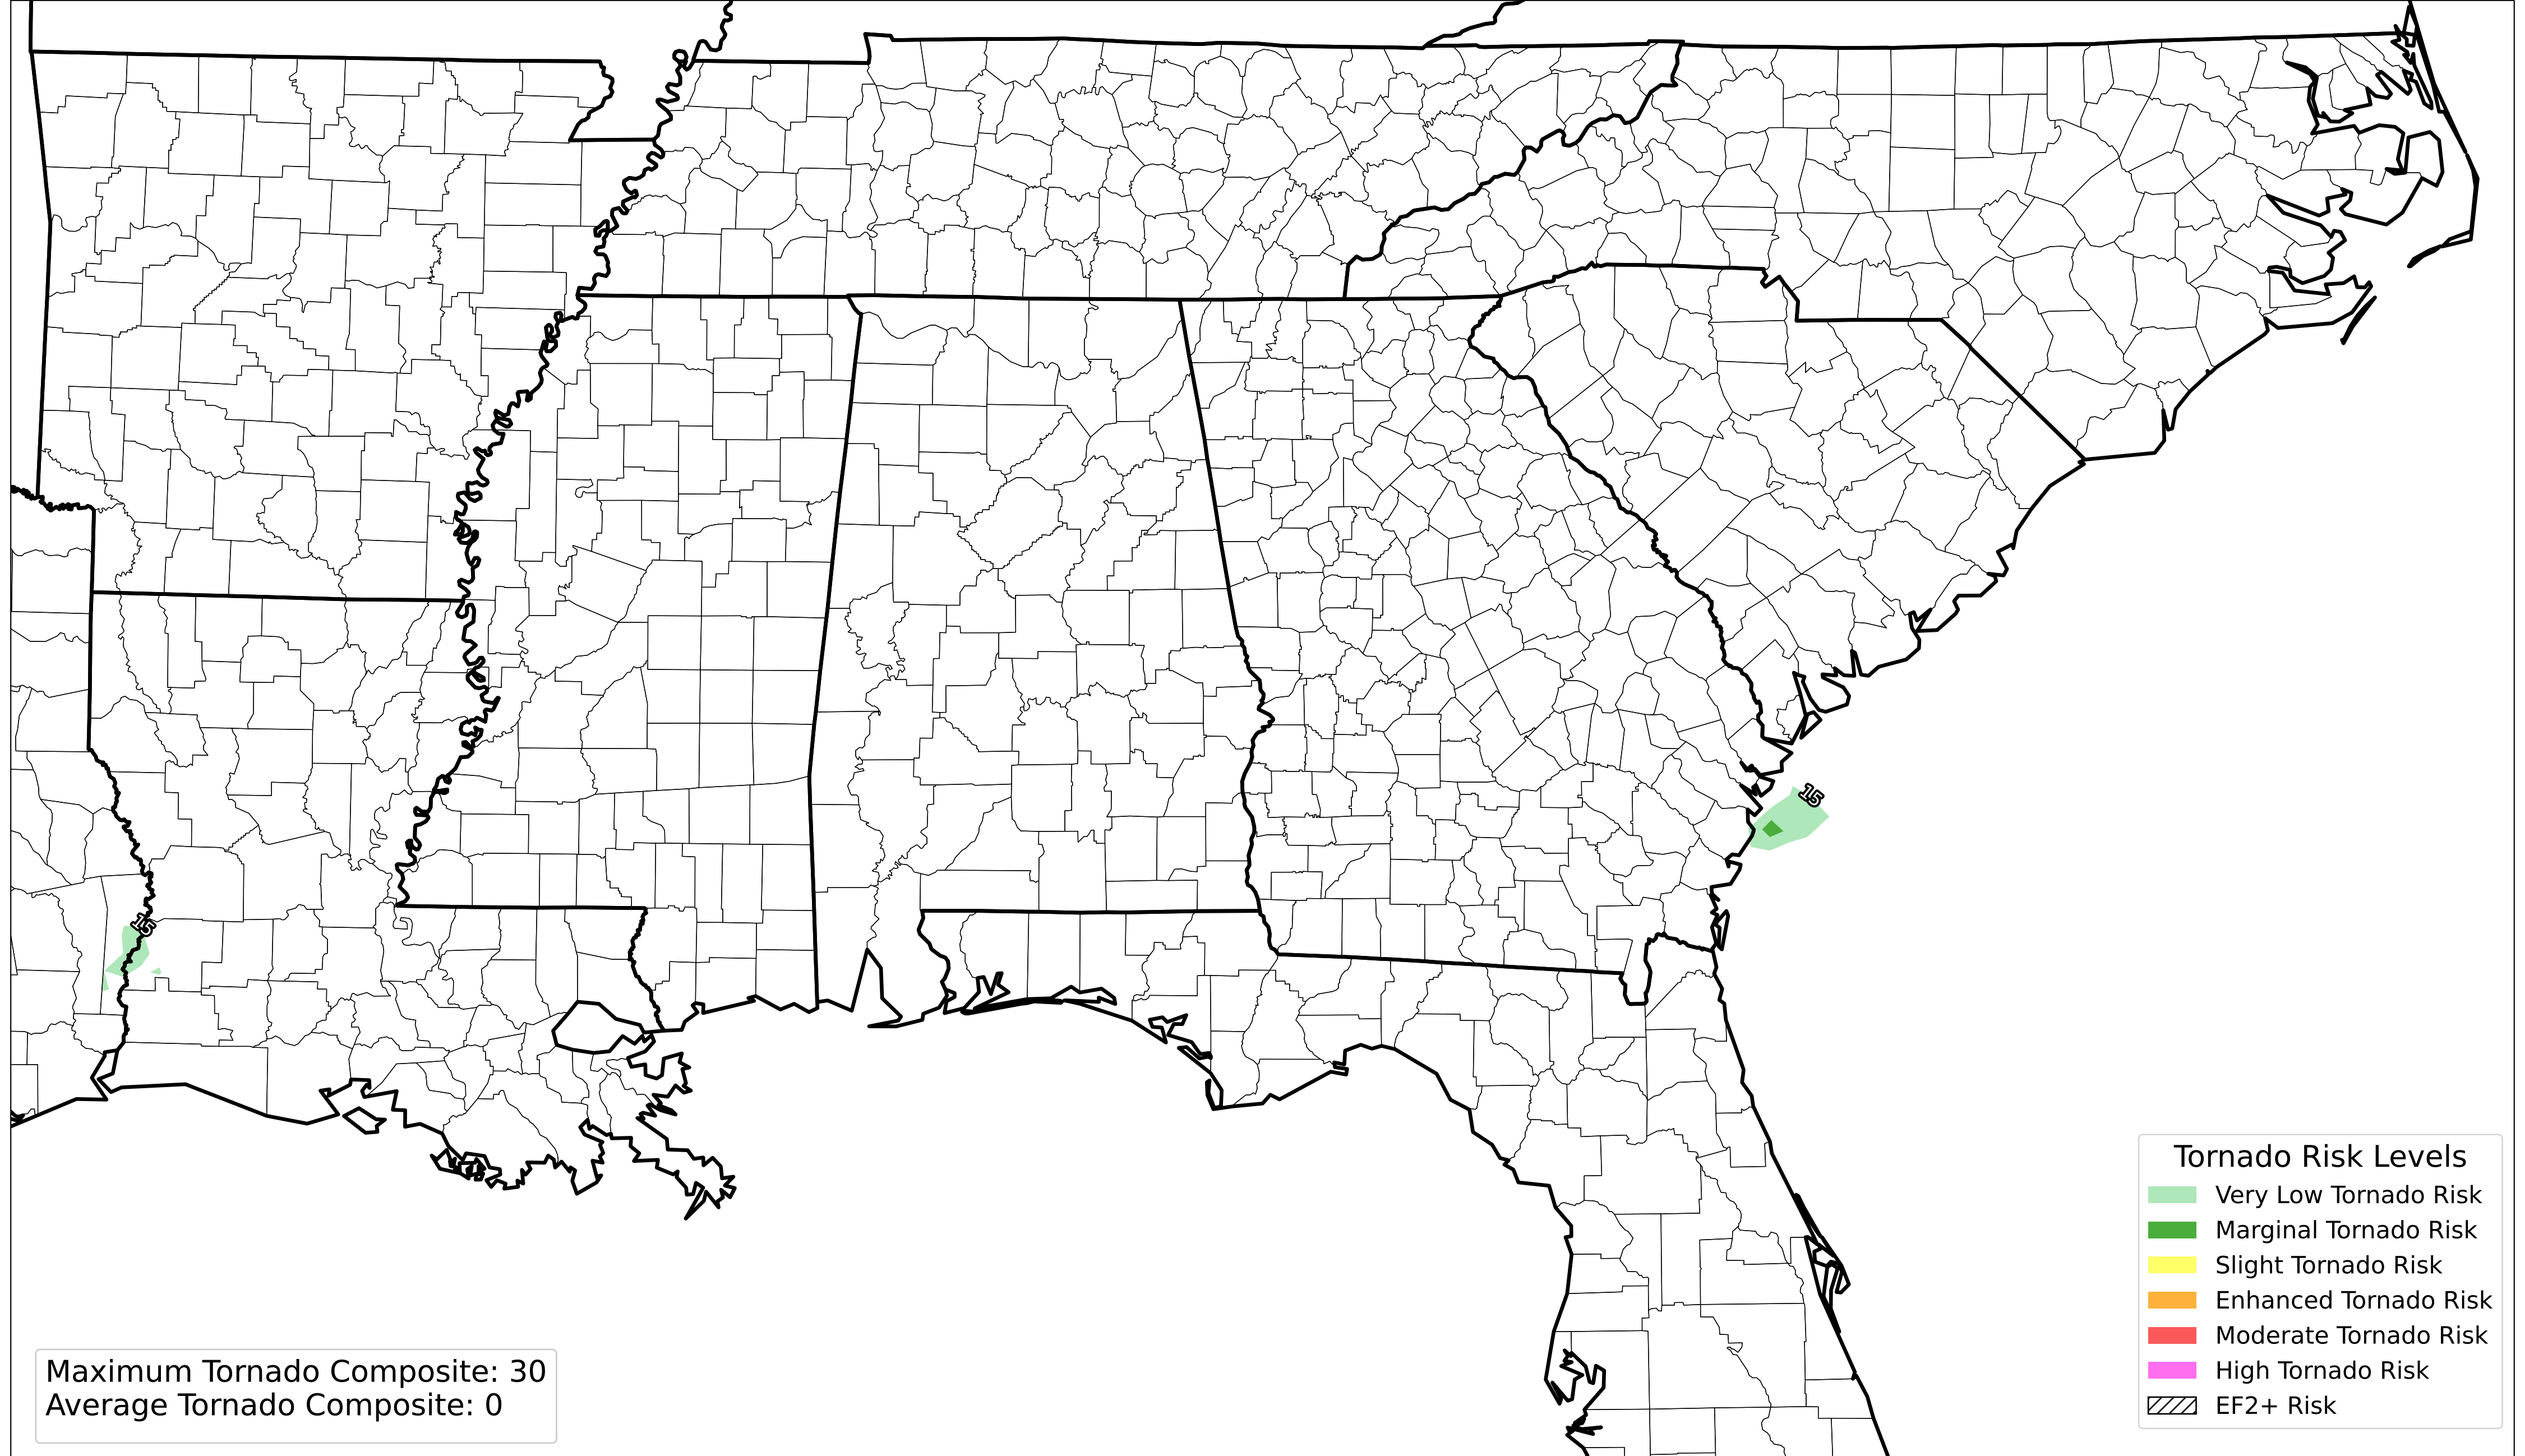 15
15
Tornado Risk Levels
Very Low Tornado Risk
Marginal Tornado Risk
Slight Tornado Risk
Enhanced Tornado Risk
Moderate Tornado Risk
High Tornado Risk
EF2+ Risk
Maximum Tornado Composite: 30
Average Tornado Composite: 0